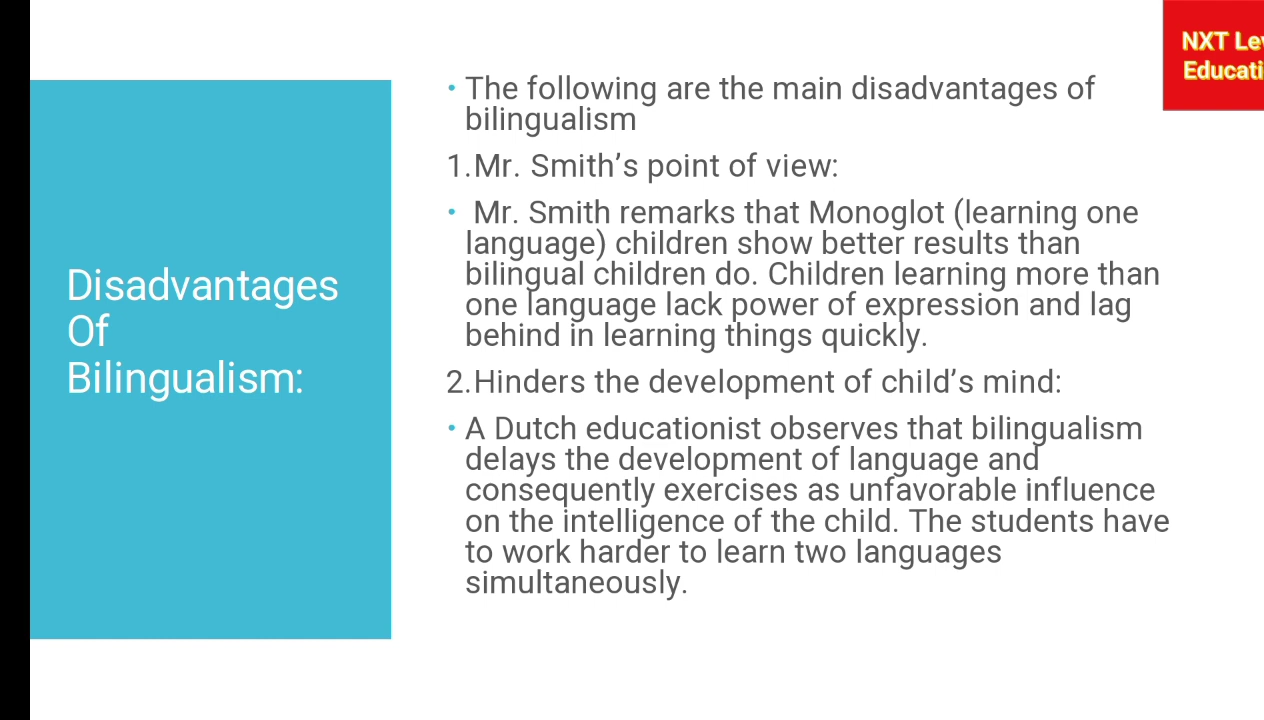 NXT Lev
Educati
Disadvantages
Of
Bilingualism:
• The following are the main disadvantages of
bilingualism
1.Mr. Smith’s point of view:
• Mr. Smith remarks that Monoglot (learning one
language) children show better results than
bilingual children do. Children learning more than
one language lack power of expression and lag
behind in learning things quickly.
2.Hinders the development of child’s mind:
• A Dutch educationist observes that bilingualism
delays the development of language and
consequently exercises as unfavorable influence
on the intelligence of the child. The students have
to work harder to learn two languages
simultaneously.